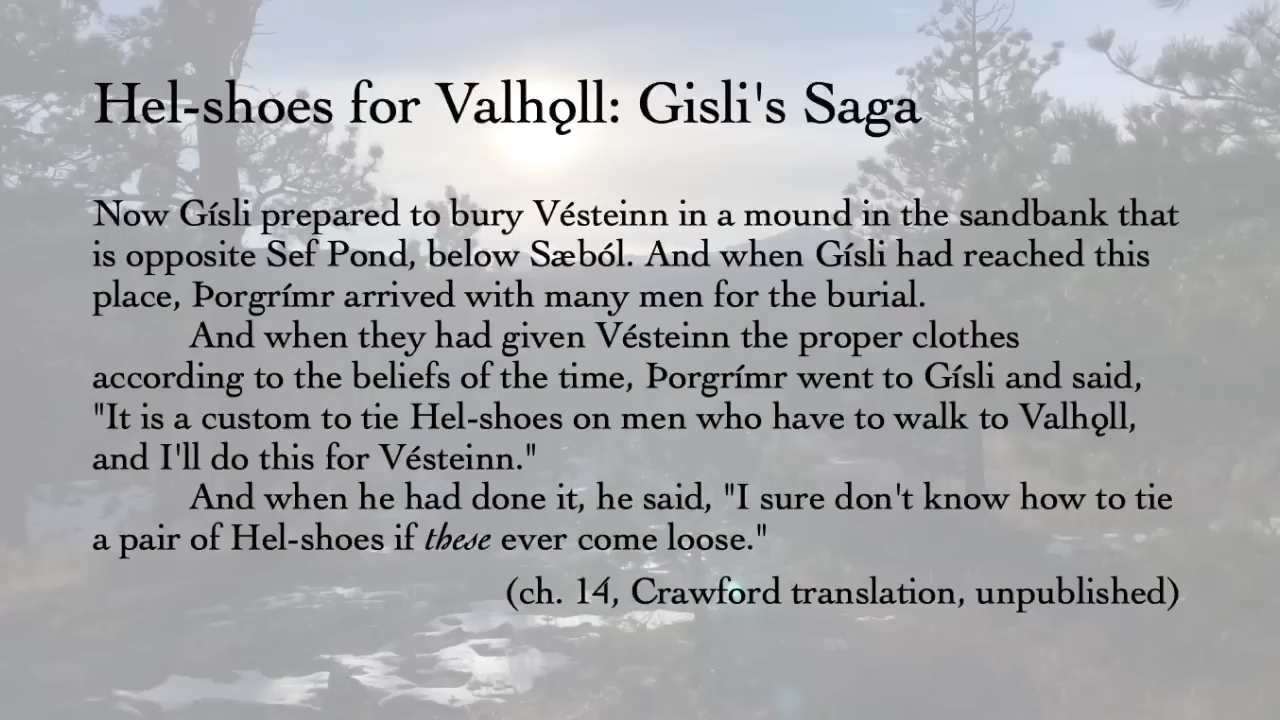 Hel-shoes for Valhǫll: Gisli's Saga
Now Gísli prepared to bury Vésteinn in a mound in the sandbank that
is opposite Sef Pond, below Sæból. And when Gísli had reached this
place, Þorgrímr arrived with many men for the burial.
And when they had given Vésteinn the proper clothes
according to the beliefs of the time, Þorgrímr went to Gísli and said,
"It is a custom to tie Hel-shoes on men who have to walk to Valhǫll,
and I'll do this for Vésteinn."
And when he had done it, he said, "I sure don't know how to tie
a pair of Hel-shoes if these ever come loose."
(ch. 14, Crawford translation, unpublished)